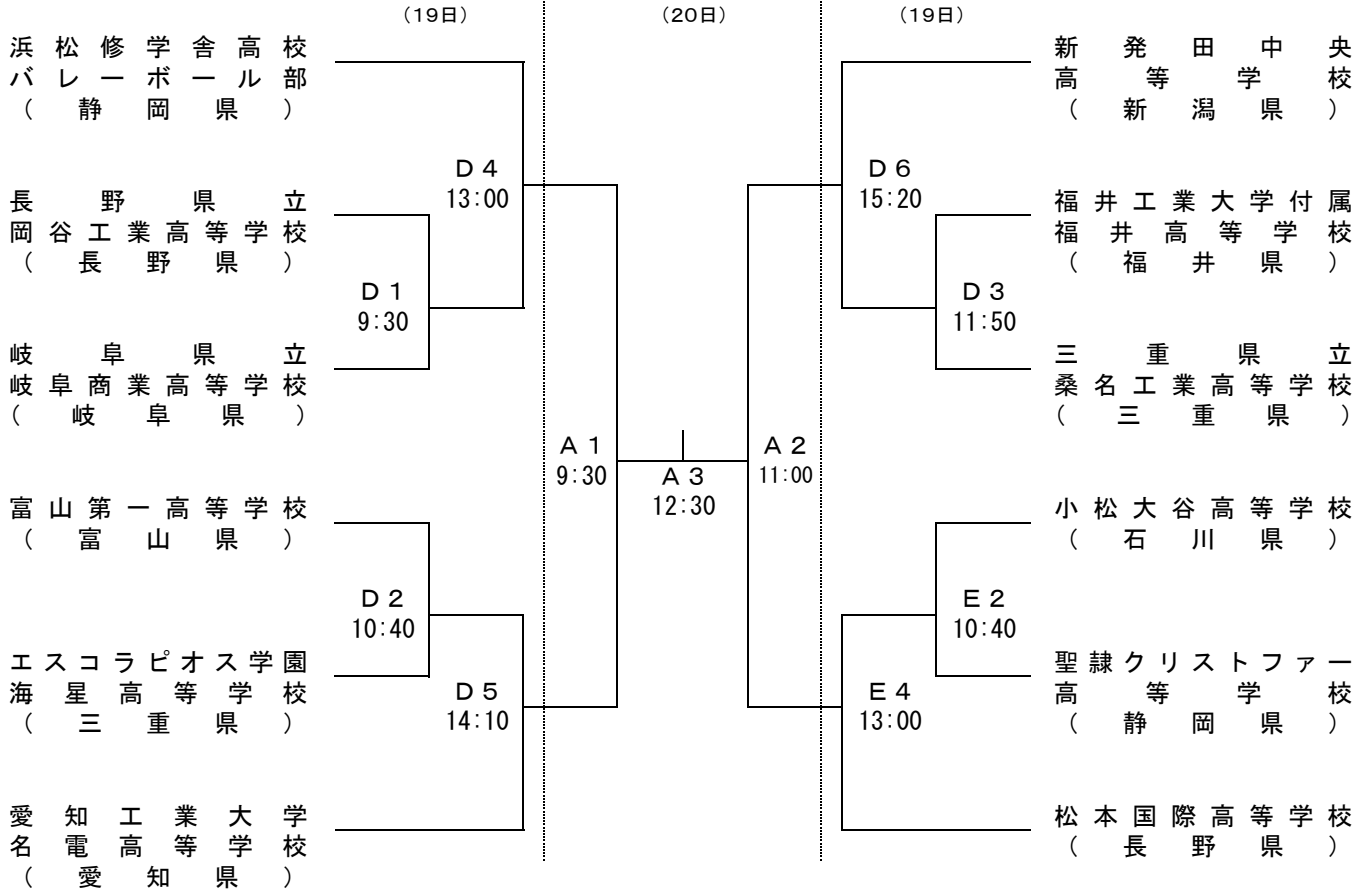 （19日）
（20日）
（19日）
浜松修学舎高校
バレーボール部
（静岡県）
D4
13:00
長野県立
岡谷工業高等学校
（長野県）
D1
9:30
岐阜県立
岐阜商業高等学校
（岐阜県）
A1
9:30
A3
12:30
富山第一高等学校
（富山県）
D2
10:40
エスコラピオス学園
海星高等学校
（三重県）
D5
14:10
愛知工業大学
名電高等学校
（愛知県）
新発田中央
高等学校
（新潟県）
D6
15:20
福井工業大学付属
福井高等学校
（福井県）
D3
11:50
三重県立
桑名工業高等学校
（三重県）
A2
11:00
小松大谷高等学校
（石川県）
E2
10:40
聖隷クリストファー
高等学校
（静岡県）
E4
13:00
松本国際高等学校
（長野県）